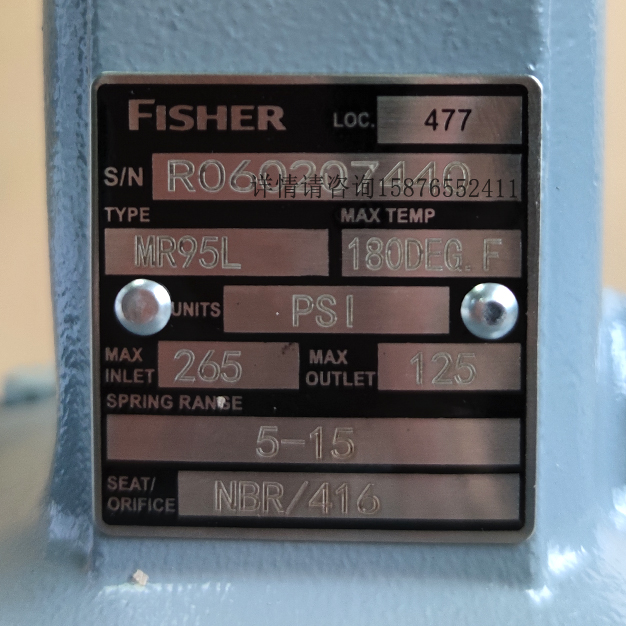 FISHER LOC. 477
S/N R060207440
详情请咨询15876552411
TYPE MAX TEMP
MR95L 180DEG.F
UNITS PSI
MAX INLET 265 MAX OUTLET 125
SPRING RANGE
5-15
SEAT/ORIFICE NBR/416